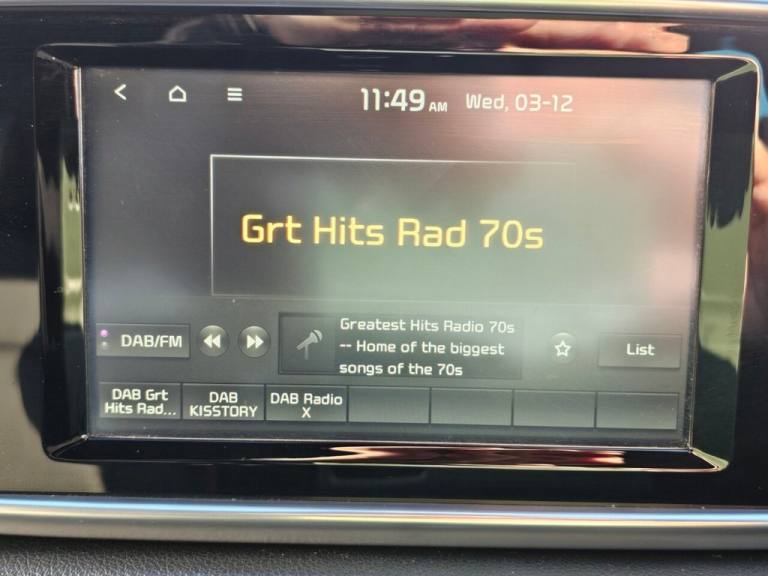 11:49 AM Wed, 03-12
Grt Hits Rad 70s
DAB/FM
Greatest Hits Radio 70s
-- Home of the biggest
songs of the 70s
List
DAB Grt
Hits Rad...
DAB
KISSTORY
DAB Radio
X